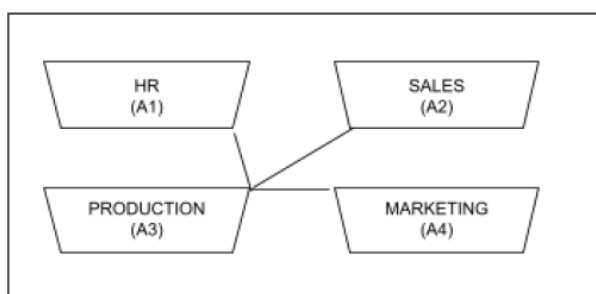 HR
(A1)
SALES
(A2)
PRODUCTION
(A3)
MARKETING
(A4)